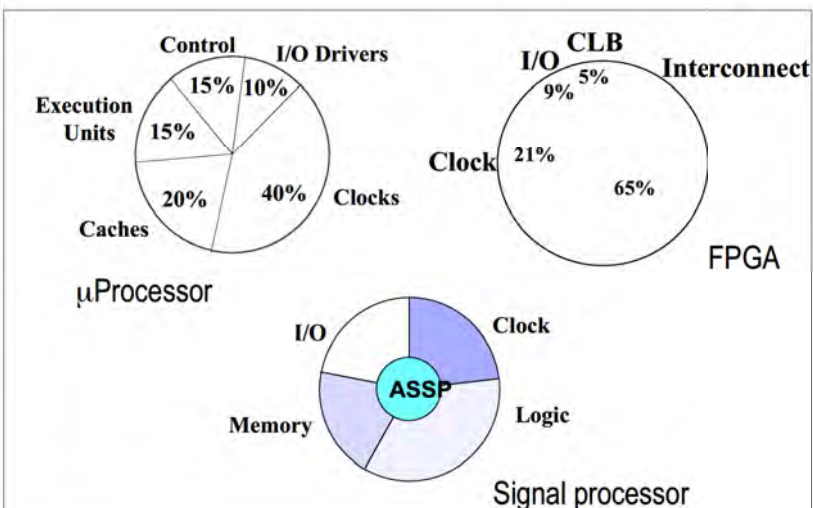 Control
I/O Drivers
15%
10%
Execution
Units
15%
20%
40%
Clocks
Caches
μProcessor
CLB
I/O
Interconnect
5%
9%
Clock
21%
65%
FPGA
I/O
Clock
ASSP
Memory
Logic
Signal processor